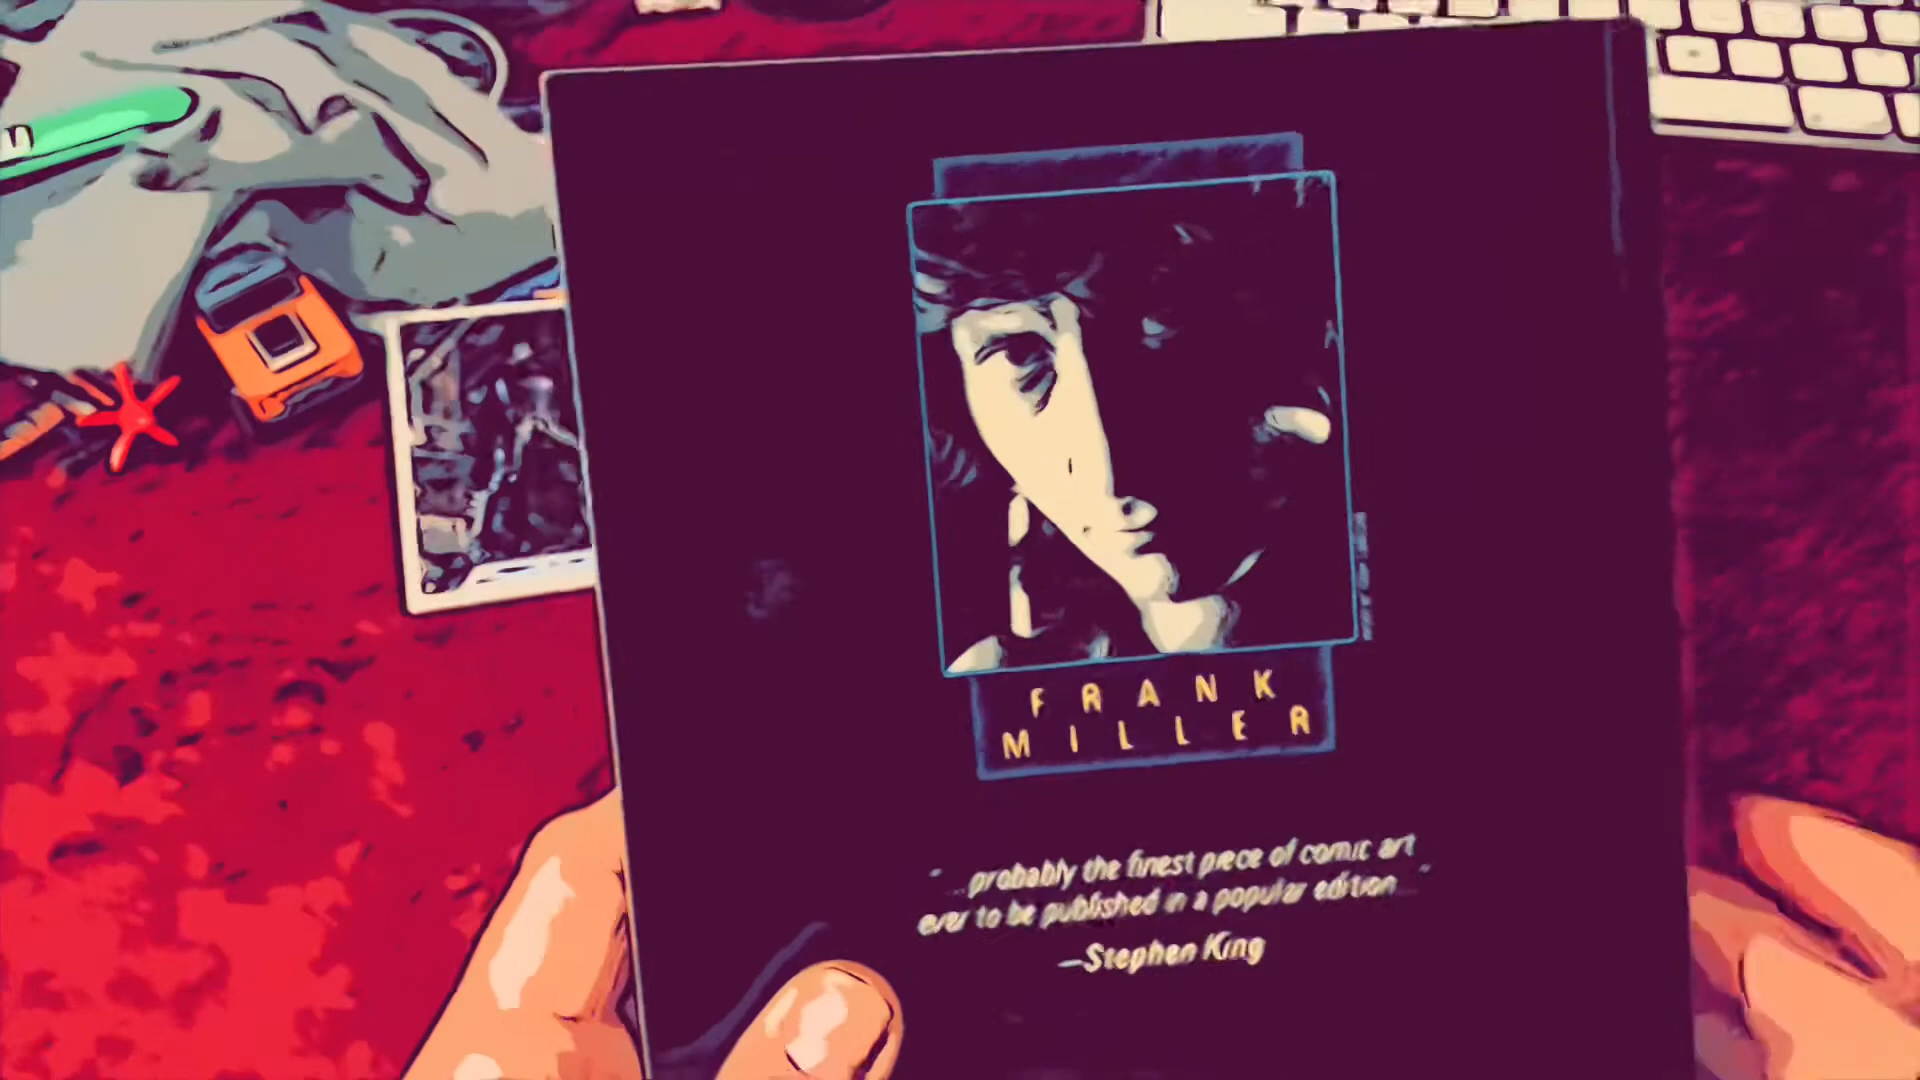 n
FRANK
MILLER
"...probably the finest piece of comic art
ever to be published in a popular edition..."
—Stephen King